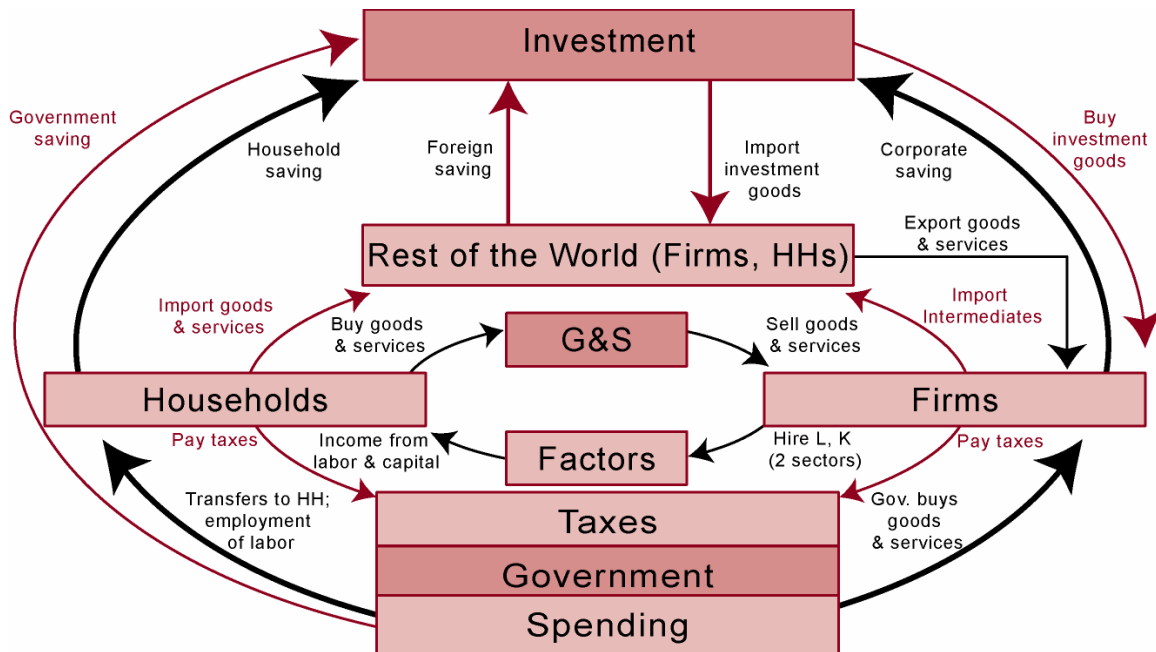 Investment
Government
saving
Household
saving
Foreign
saving
Import
investment
goods
Corporate
saving
Buy
investment
goods
Rest of the World (Firms, HHs)
Export goods
& services
Import goods
& services
Buy goods
& services
G&S
Sell goods
& services
Import
Intermediates
Households
Firms
Pay taxes
Income from
labor & capital
Factors
Hire L, K
(2 sectors)
Pay taxes
Transfers to HH;
employment
of labor
Taxes
Gov. buys
goods
& services
Government
Spending